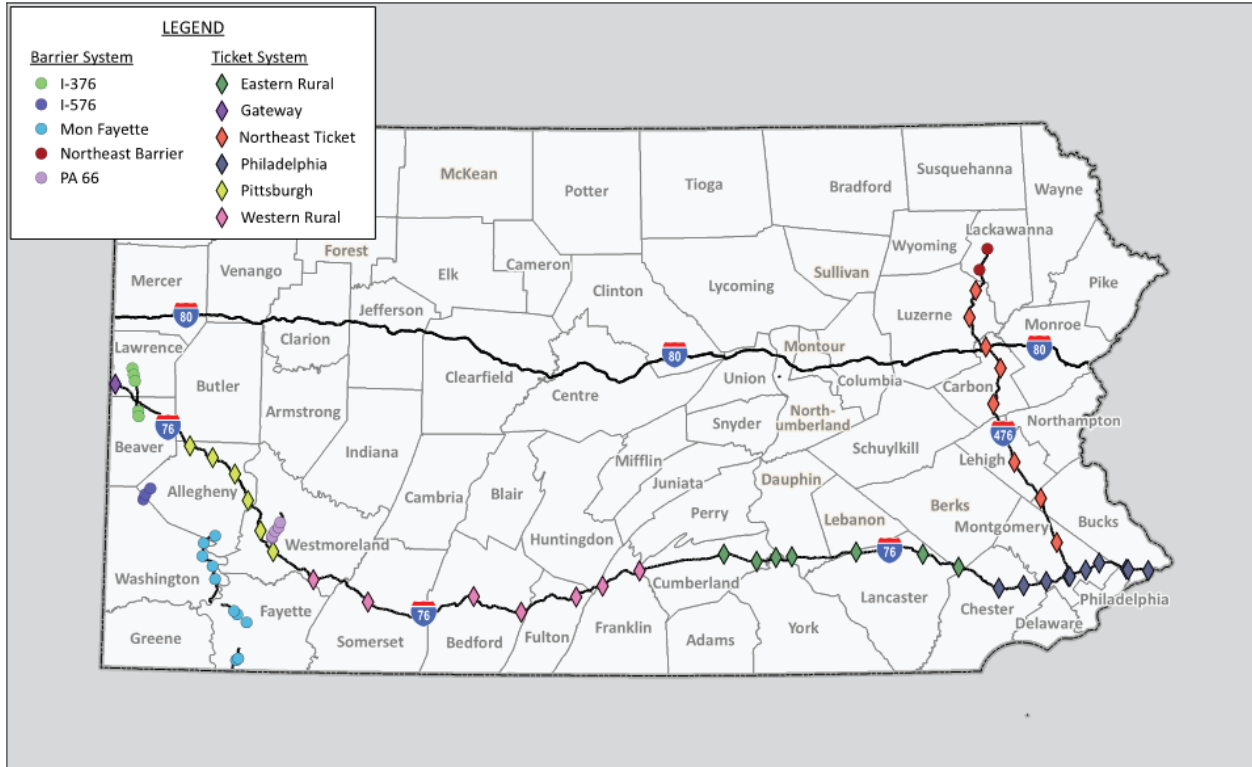 LEGEND
Barrier System
I-376
I-576
Mon Fayette
Northeast Barrier
PA 66
Ticket System
Eastern Rural
Gateway
Northeast Ticket
Philadelphia
Pittsburgh
Western Rural
McKean
Potter
Tioga
Bradford
Susquehanna
Wayne
Forest
Wyoming
Lackawanna
Mercer
Venango
Elk
Cameron
Clinton
Lycoming
Sullivan
Pike
Jefferson
Luzerne
80
Monroe
Lawrence
Clarion
80
Montour
80
Butler
Clearfield
Centre
Union
Columbia
Carbon
Armstrong
76
Snyder
North-
umberland
476
Northampton
Beaver
Indiana
Mifflin
Schuylkill
Lehigh
Allegheny
Cambria
Blair
Juniata
Dauphin
Perry
Lebanon
Berks
Montgomery
Bucks
Westmoreland
Huntingdon
76
Washington
Cumberland
Philadelphia
Fayette
76
Lancaster
Chester
Delaware
Greene
Somerset
Bedford
Fulton
Franklin
Adams
York